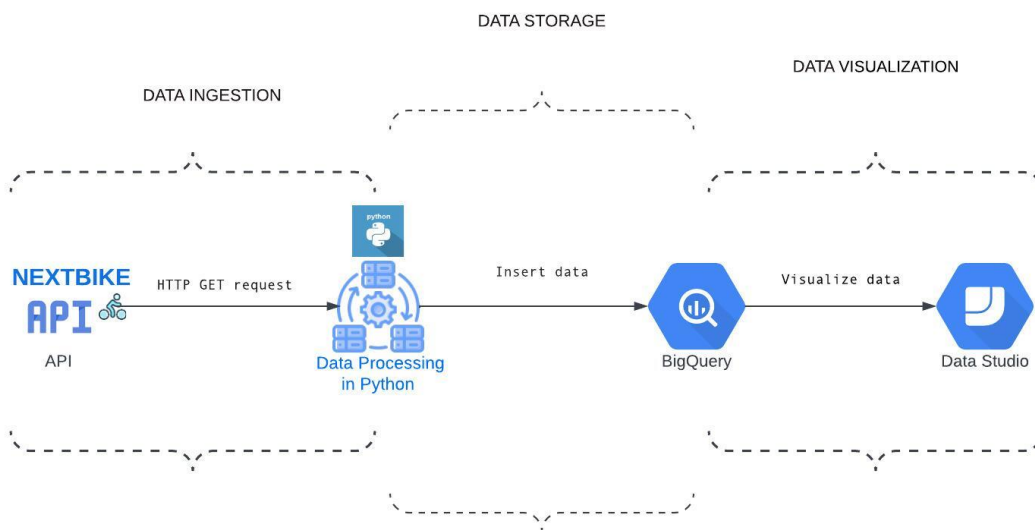 DATA STORAGE
DATA VISUALIZATION
DATA INGESTION
python
NEXTBIKE
API
API
HTTP GET request
Data Processing
in Python
Insert data
BigQuery
Visualize data
Data Studio